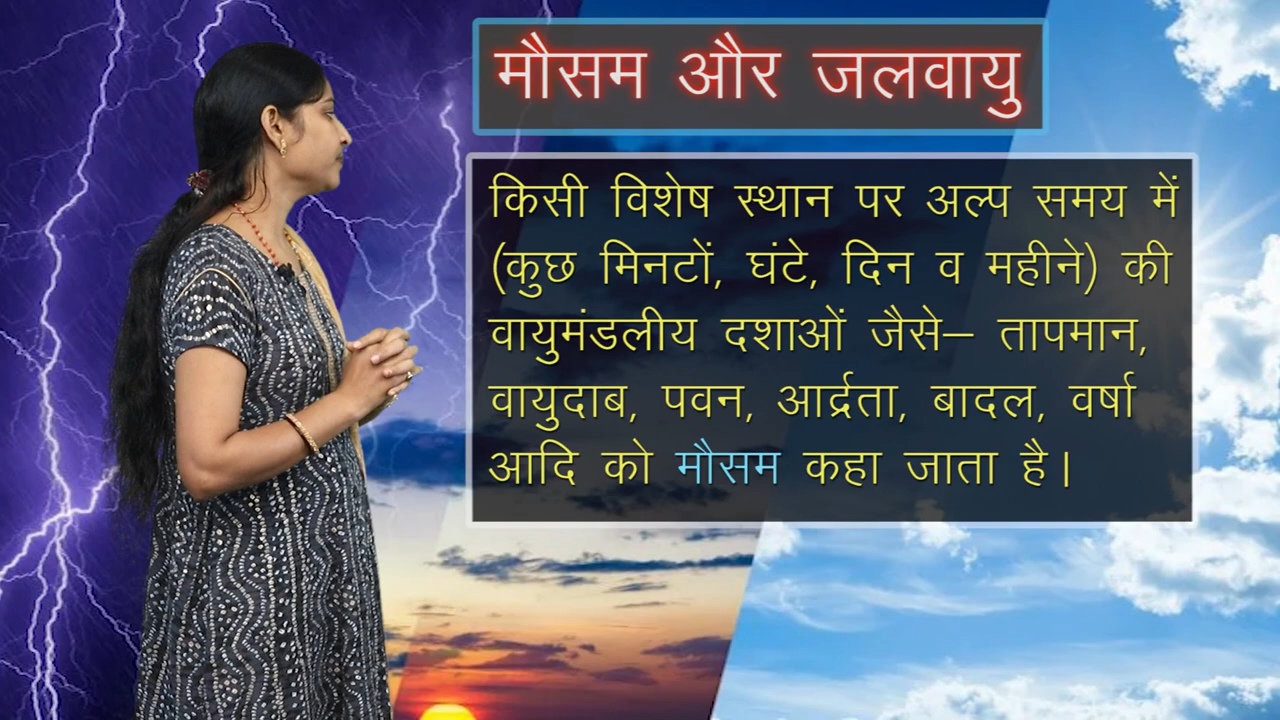 मौसम और जलवायु
किसी विशेष स्थान पर अल्प समय में
(कुछ मिनटों, घंटे, दिन व महीने) की
वायुमंडलीय दशाओं जैसे– तापमान,
वायुदाब, पवन, आर्द्रता, बादल, वर्षा
आदि को मौसम कहा जाता है।